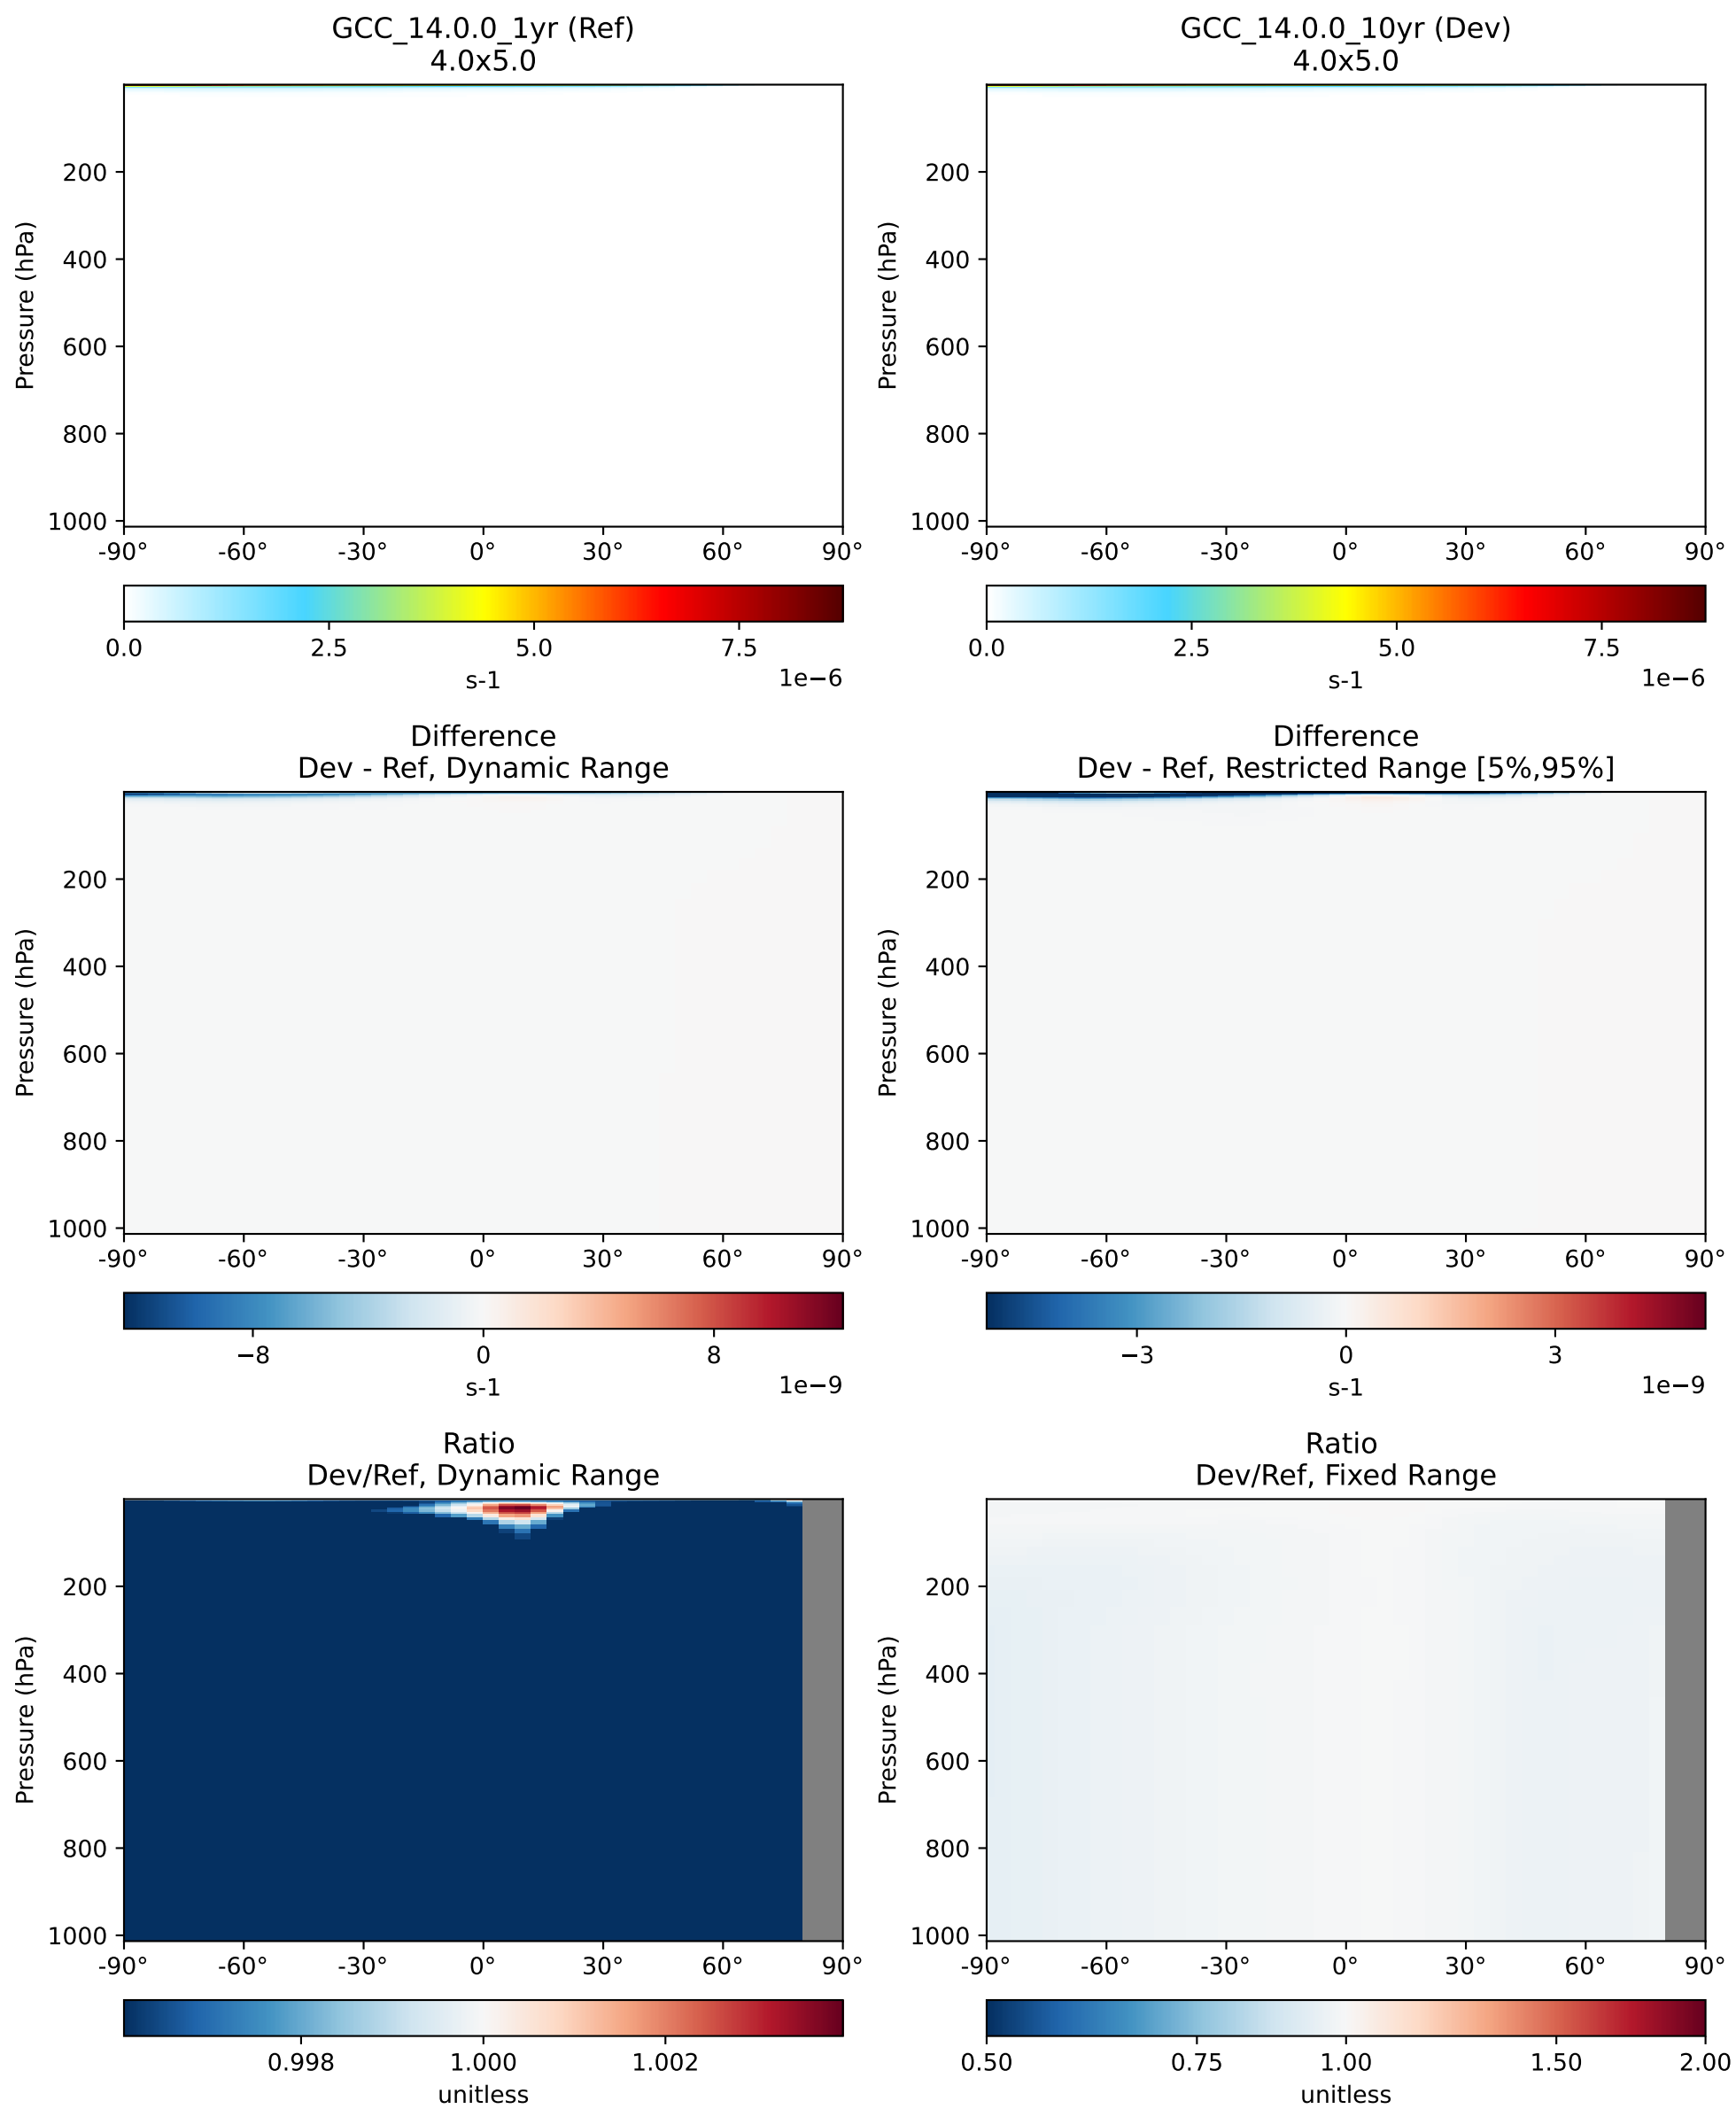 GCC_14.0.0_1yr (Ref)
4.0x5.0
GCC_14.0.0_10yr (Dev)
4.0x5.0
Pressure (hPa)
200
400
600
800
1000
-90° -60° -30° 0° 30° 60° 90°
0.0 2.5 5.0 7.5
s-1
1e−6
Pressure (hPa)
200
400
600
800
1000
-90° -60° -30° 0° 30° 60° 90°
0.0 2.5 5.0 7.5
s-1
1e−6
Difference
Dev - Ref, Dynamic Range
Pressure (hPa)
200
400
600
800
1000
-90° -60° -30° 0° 30° 60° 90°
−8 0 8
s-1
1e−9
Difference
Dev - Ref, Restricted Range [5%,95%]
Pressure (hPa)
200
400
600
800
1000
-90° -60° -30° 0° 30° 60° 90°
−3 0 3
s-1
1e−9
Ratio
Dev/Ref, Dynamic Range
Pressure (hPa)
200
400
600
800
1000
-90° -60° -30° 0° 30° 60° 90°
0.998 1.000 1.002
unitless
Ratio
Dev/Ref, Fixed Range
Pressure (hPa)
200
400
600
800
1000
-90° -60° -30° 0° 30° 60° 90°
0.50 0.75 1.00 1.50 2.00
unitless